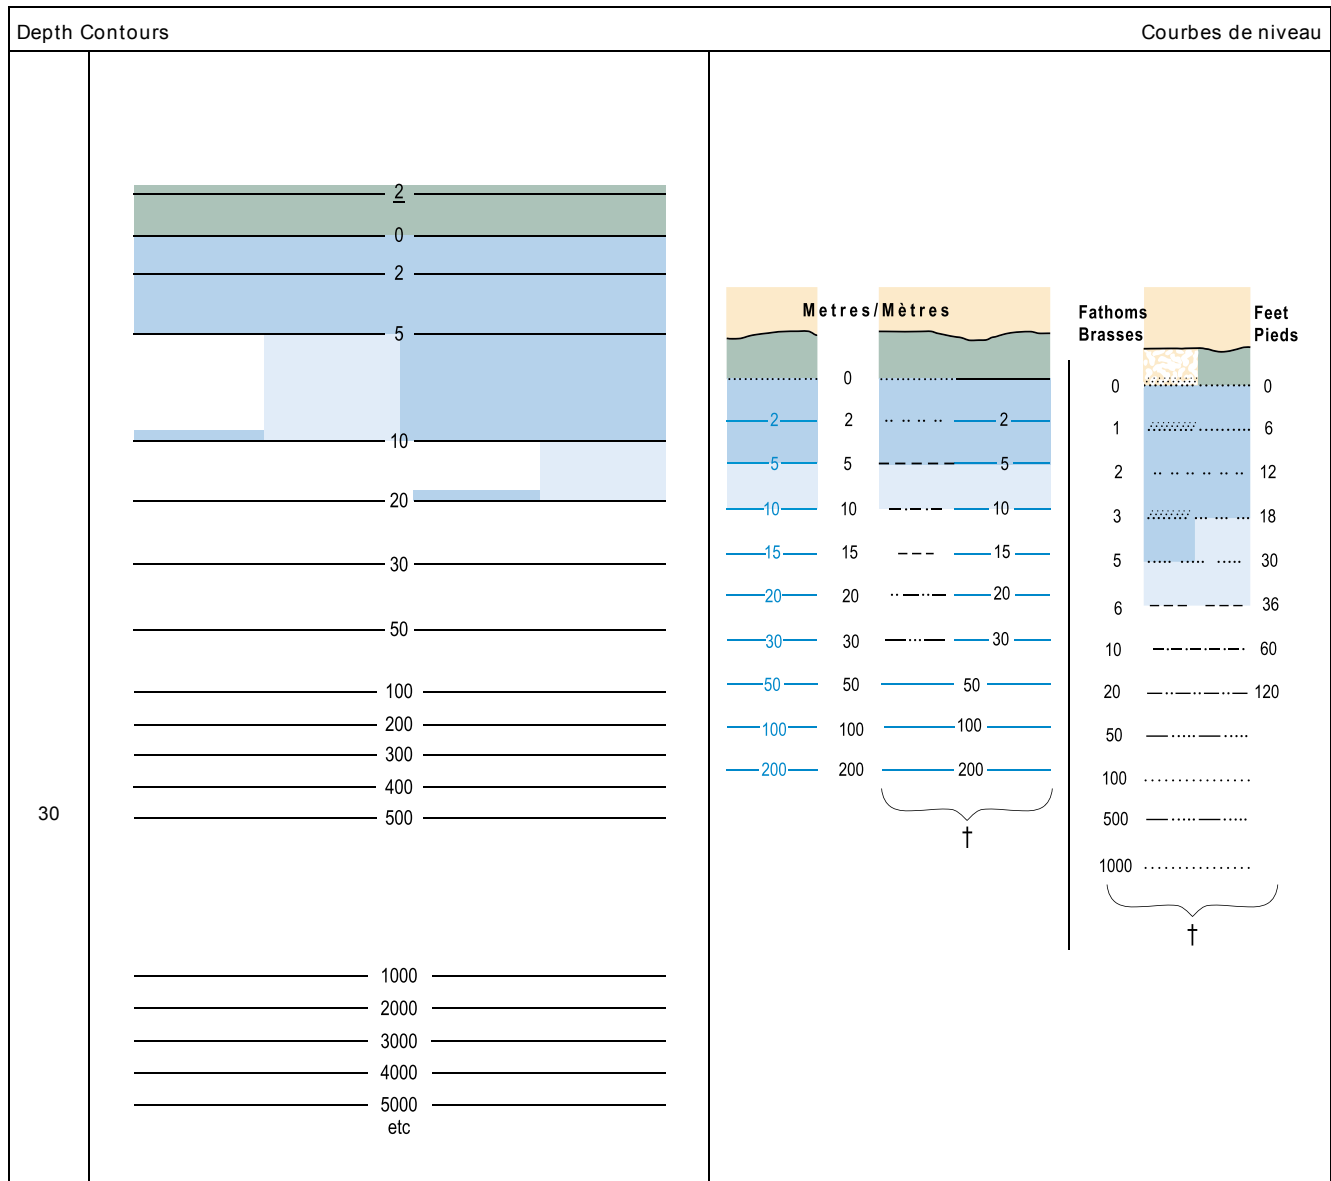 Depth Contours
Courbes de niveau
30
2
0
2
5
10
20
30
50
100
200
300
400
500
1000
2000
3000
4000
5000
etc
Metres/Mètres
0
2 2 2
5 5 5
10 10 10
15 15 15
20 20 20
30 30 30
50 50 50
100 100 100
200 200 200
†
Fathoms Feet
Brasses Pieds
0 0
1 6
2 12
3 18
5 30
6 36
10 60
20 120
50
100
500
1000
†